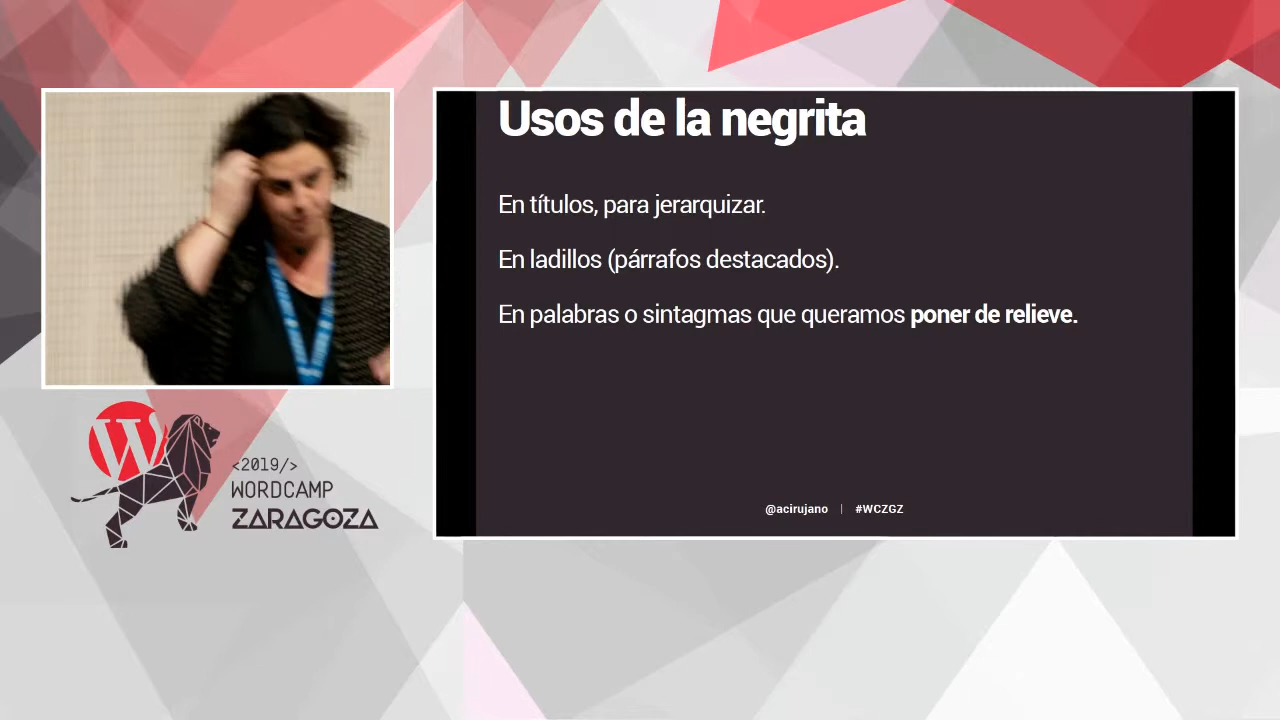 Usos de la negrita
En títulos, para jerarquizar.
En ladillos (párrafos destacados).
En palabras o sintagmas que queramos poner de relieve.
@acirujano | #WCZGZ
W
<2019/>
WORDCAMP
ZARAGOZA